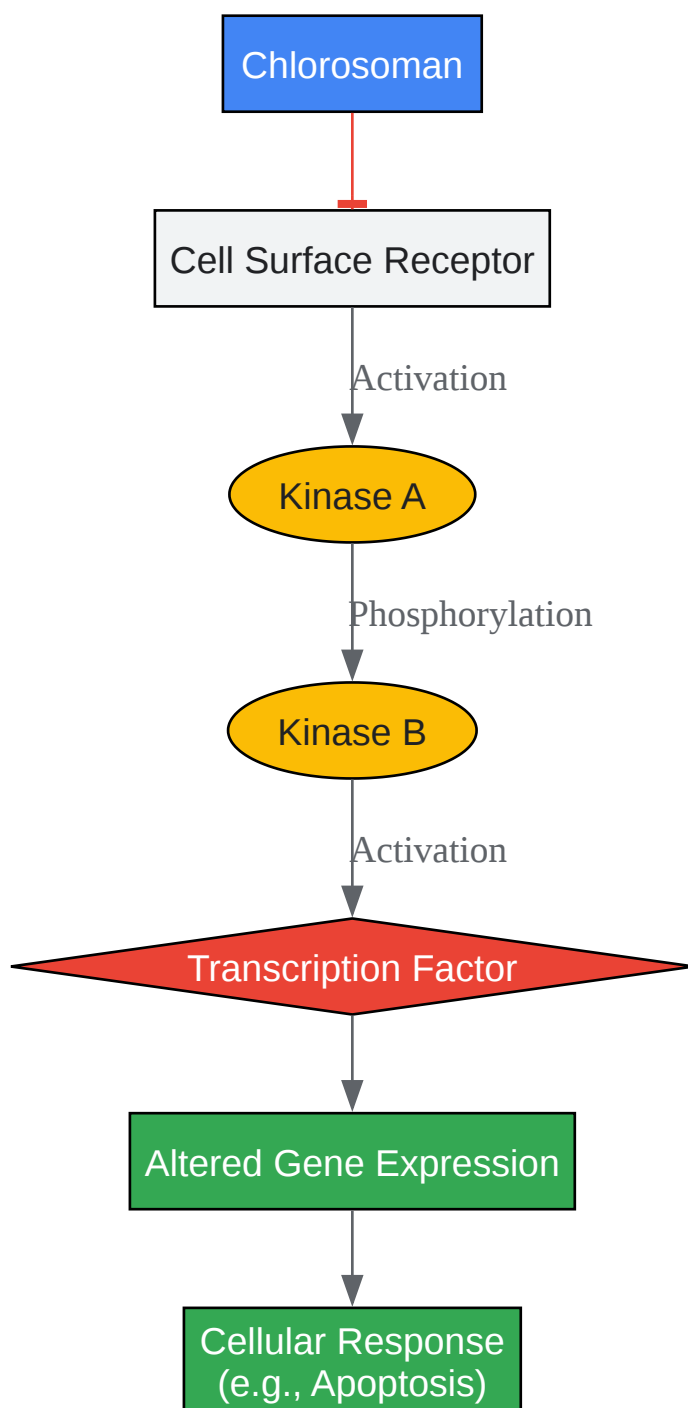 Chlorosoman
Cell Surface Receptor
Activation
Kinase A
Phosphorylation
Kinase B
Activation
Transcription Factor
Altered Gene Expression
Cellular Response
(e.g., Apoptosis)